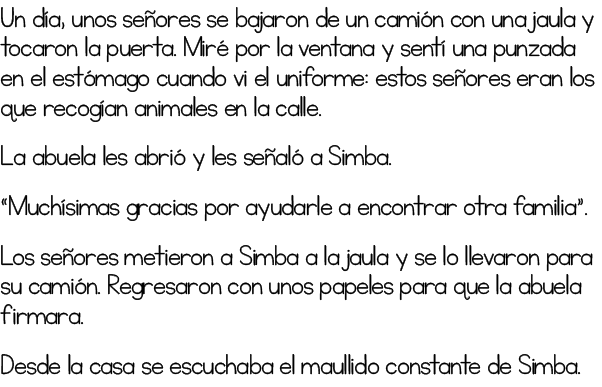 Un día, unos señores se bajaron de un camión con una jaula y
tocaron la puerta. Miré por la ventana y sentí una punzada
en el estómago cuando vi el uniforme: estos señores eran los
que recogían animales en la calle.
La abuela les abrió y les señaló a Simba.
“Muchísimas gracias por ayudarle a encontrar otra familia”.
Los señores metieron a Simba a la jaula y se lo llevaron para
su camión. Regresaron con unos papeles para que la abuela
firmara.
Desde la casa se escuchaba el maullido constante de Simba.